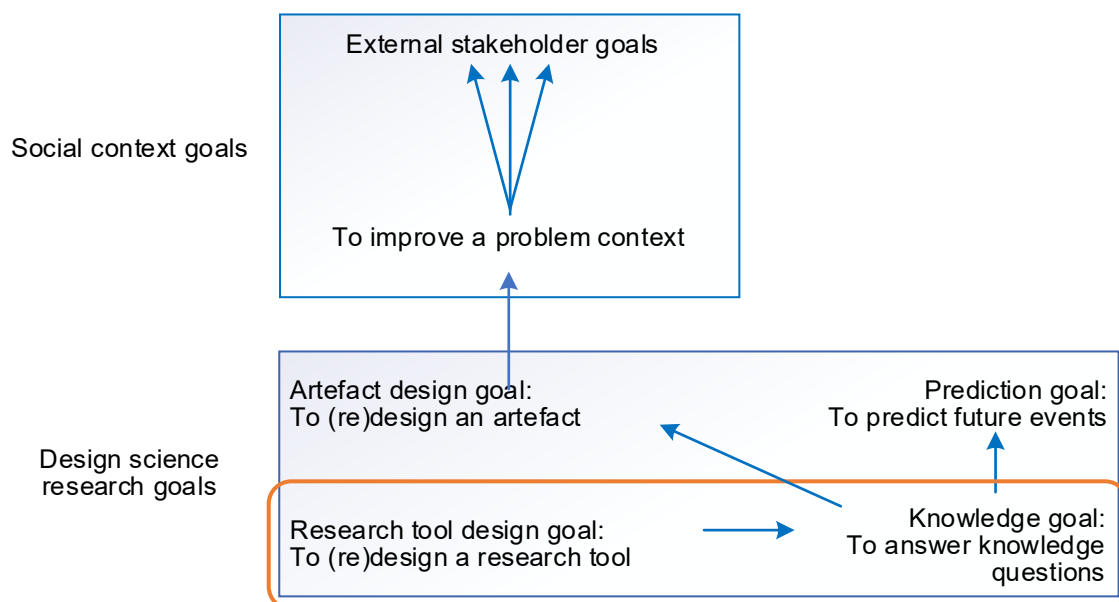 External stakeholder goals
Social context goals
To improve a problem context
Artefact design goal:
To (re)design an artefact
Prediction goal:
To predict future events
Design science
research goals
Research tool design goal:
To (re)design a research tool
Knowledge goal:
To answer knowledge
questions